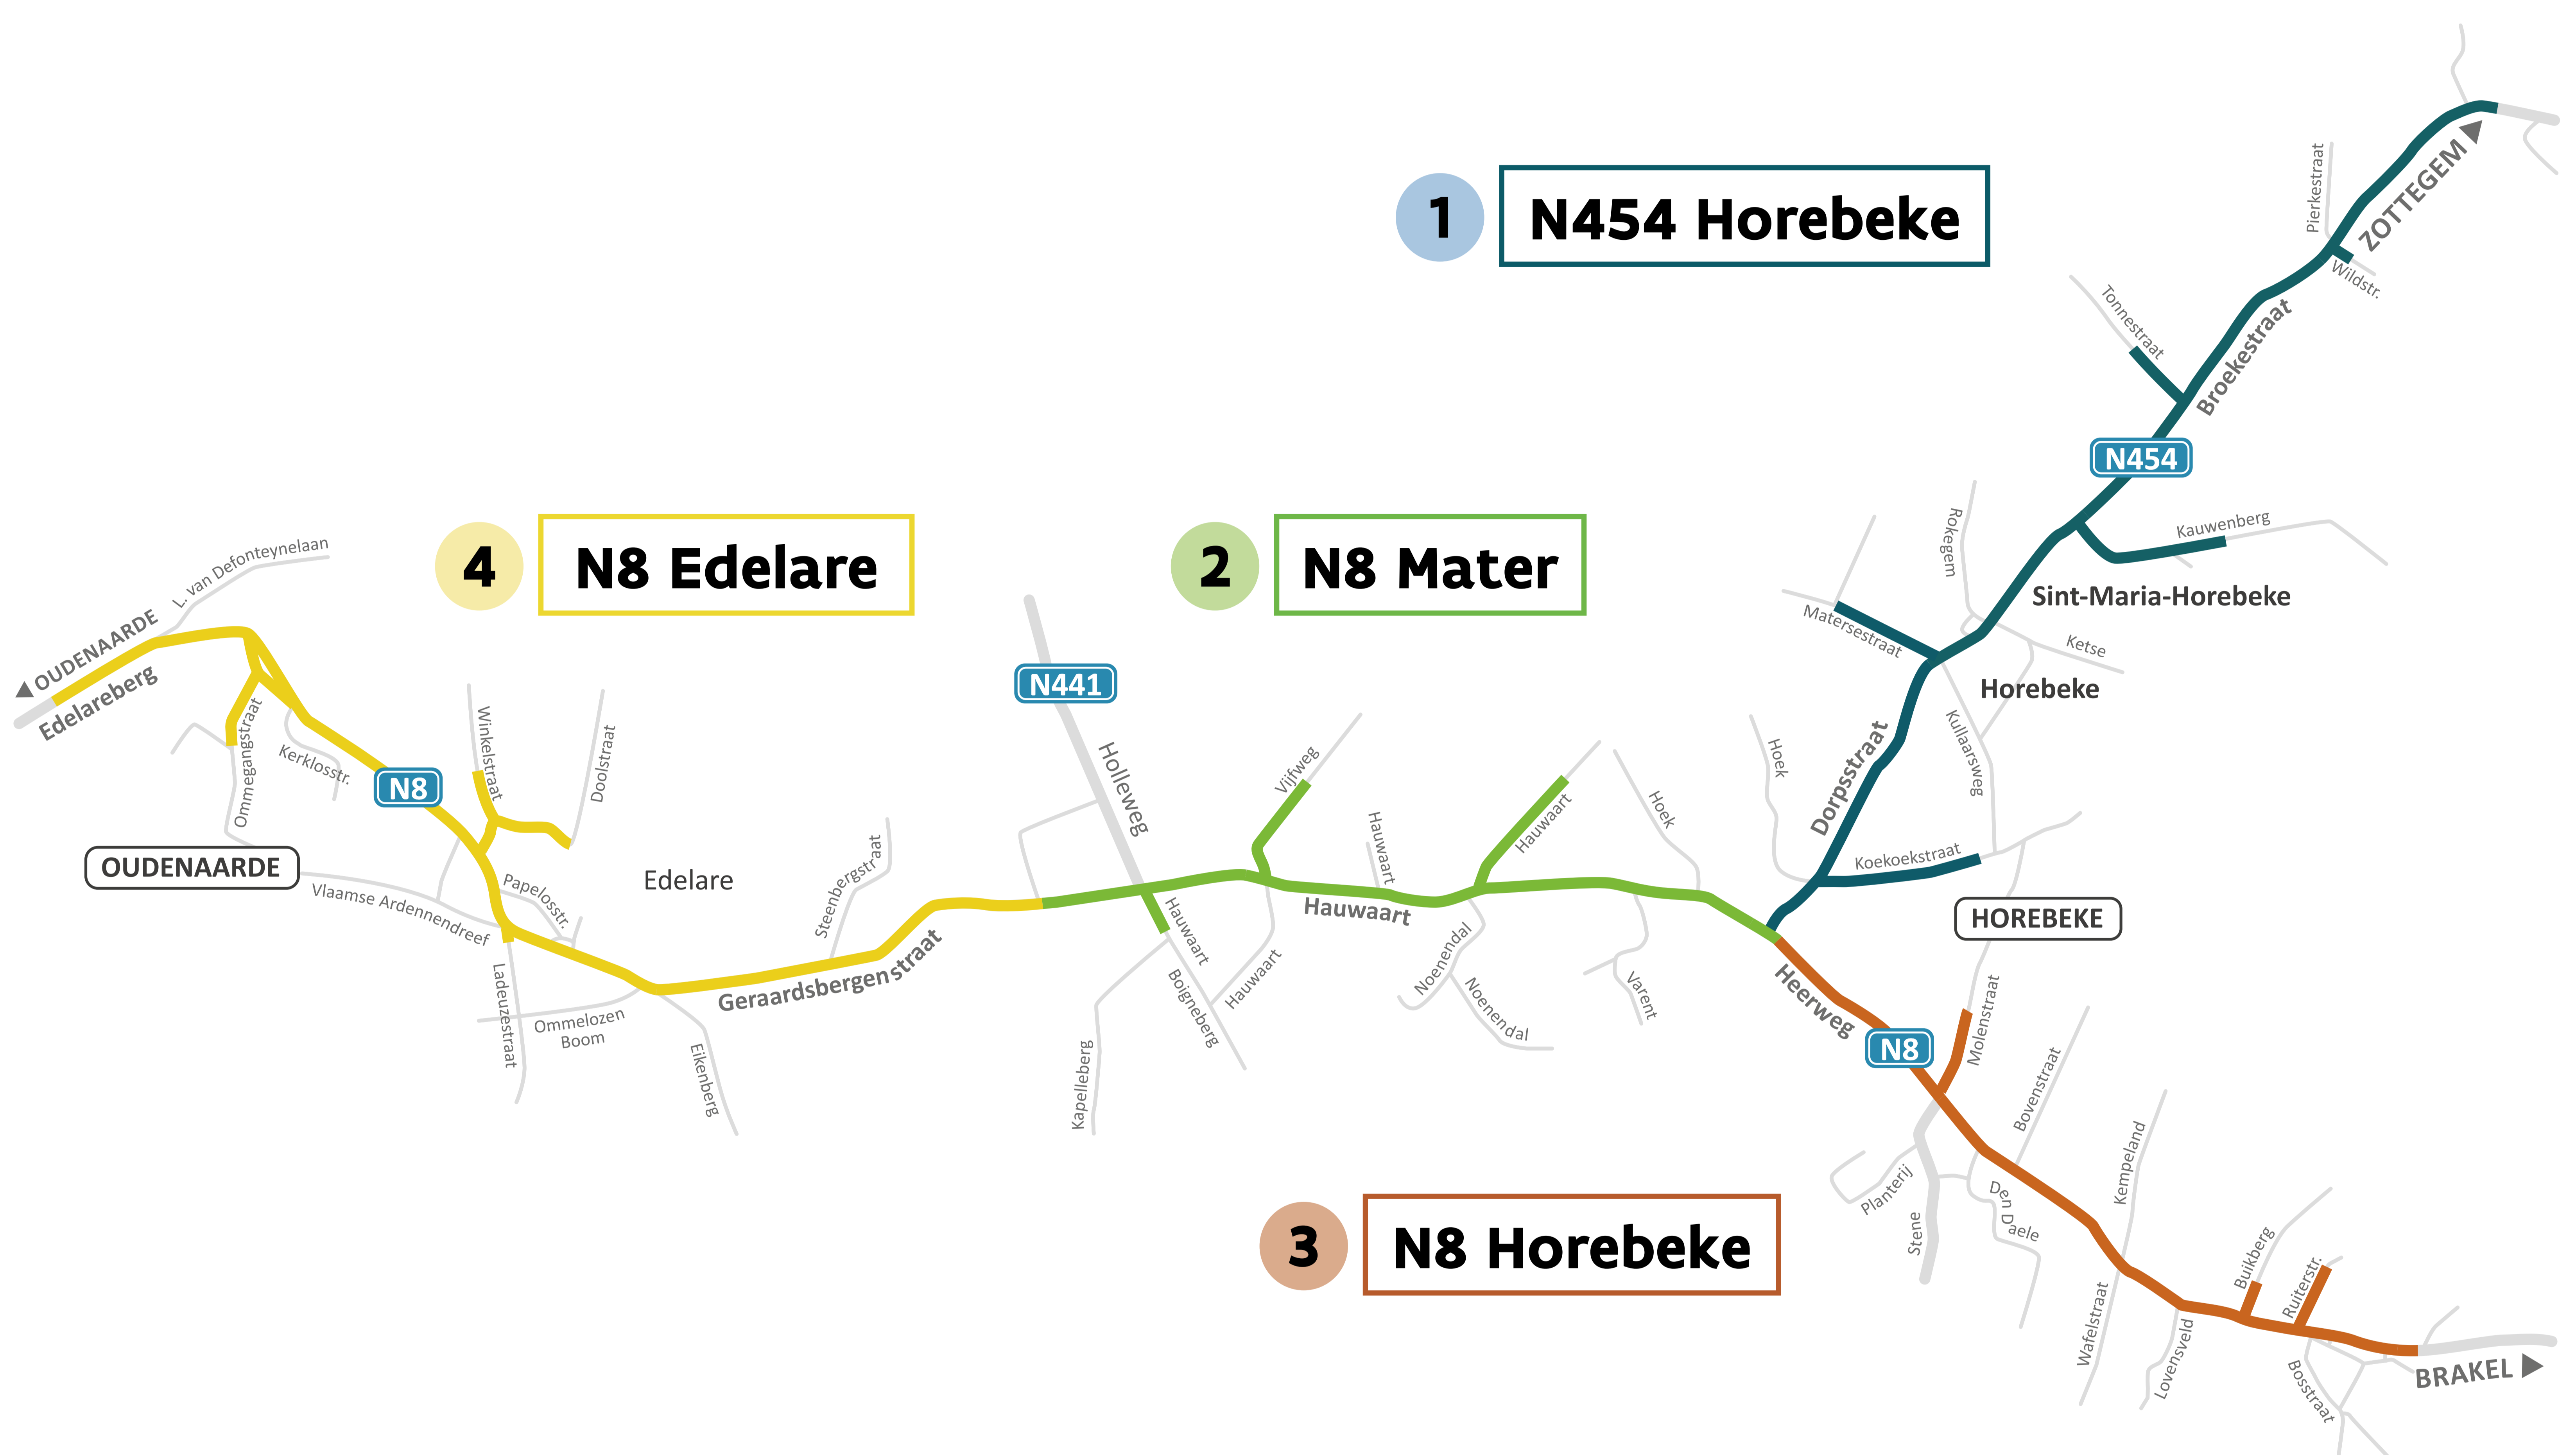 1
N454 Horebeke
Pierkestraat
ZOTTEGEM
Wildstr.
Tonnestraat
Broekestraat
N454
Kauwenberg
Rokegem
Sint-Maria-Horebeke
Matersestraat
Ketse
Horebeke
Kullaarsweg
Hoek
Dorpsstraat
Koekoekstraat
HOREBEKE
4
N8 Edelare
2
N8 Mater
L. van Defonteynelaan
OUDENAARDE
Edelareberg
Ommegangstraat
Kerklosstr.
N8
Winkelstraat
Doolstraat
OUDENAARDE
Vlaamse Ardennendreef
Papelosstr.
Edelare
Steenbergstraat
Geraardsbergenstraat
Ladeuzestraat
Ommelozen
Boom
Eikenberg
N441
Holleweg
Vijfweg
Hauwaart
Hauwaart
Hoek
Hauwaart
Hauwaart
Hauwaart
Boigneberg
Kapelleberg
Noenendal
Noenendal
Varent
Heerweg
N8
Molenstraat
Bovenstraat
Planterij
Stene
Den Daele
Kempeland
3
N8 Horebeke
Wafelstraat
Lovensveld
Buikberg
Ruiterstr.
Bosstraat
BRAKEL